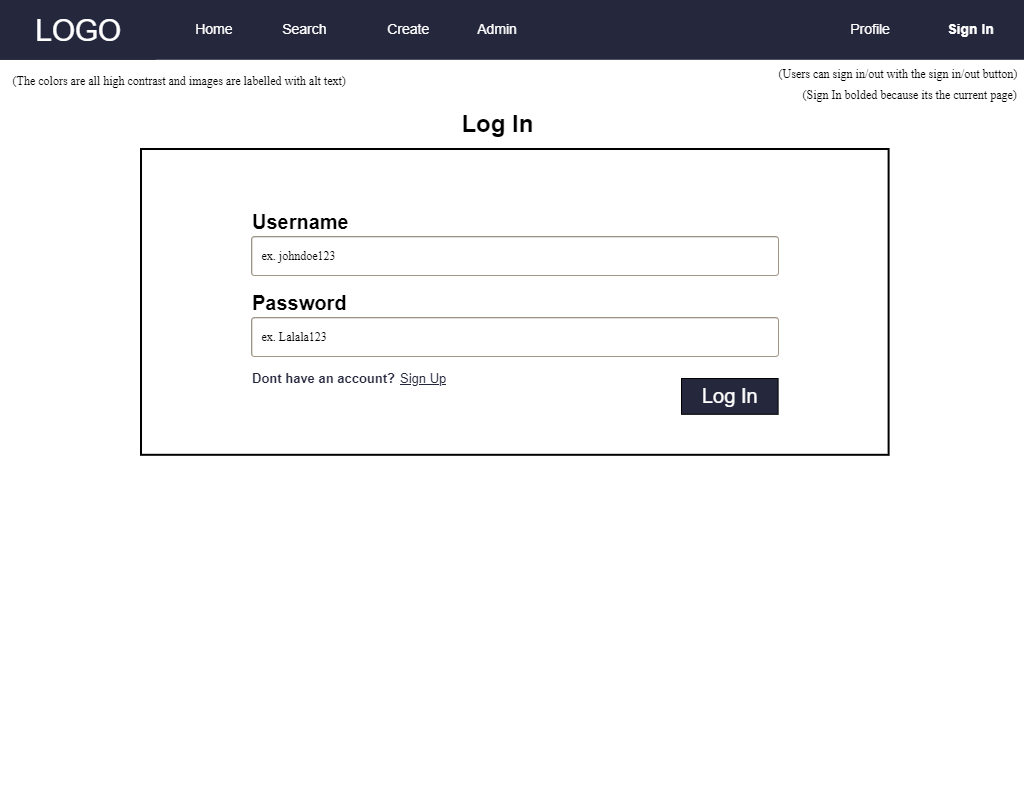 LOGO Home Search Create Admin Profile Sign In
(The colors are all high contrast and images are labelled with alt text)
(Users can sign in/out with the sign in/out button)
(Sign In bolded because its the current page)
Log In
Username
ex. johndoe123
Password
ex. Lalala123
Dont have an account? Sign Up
Log In